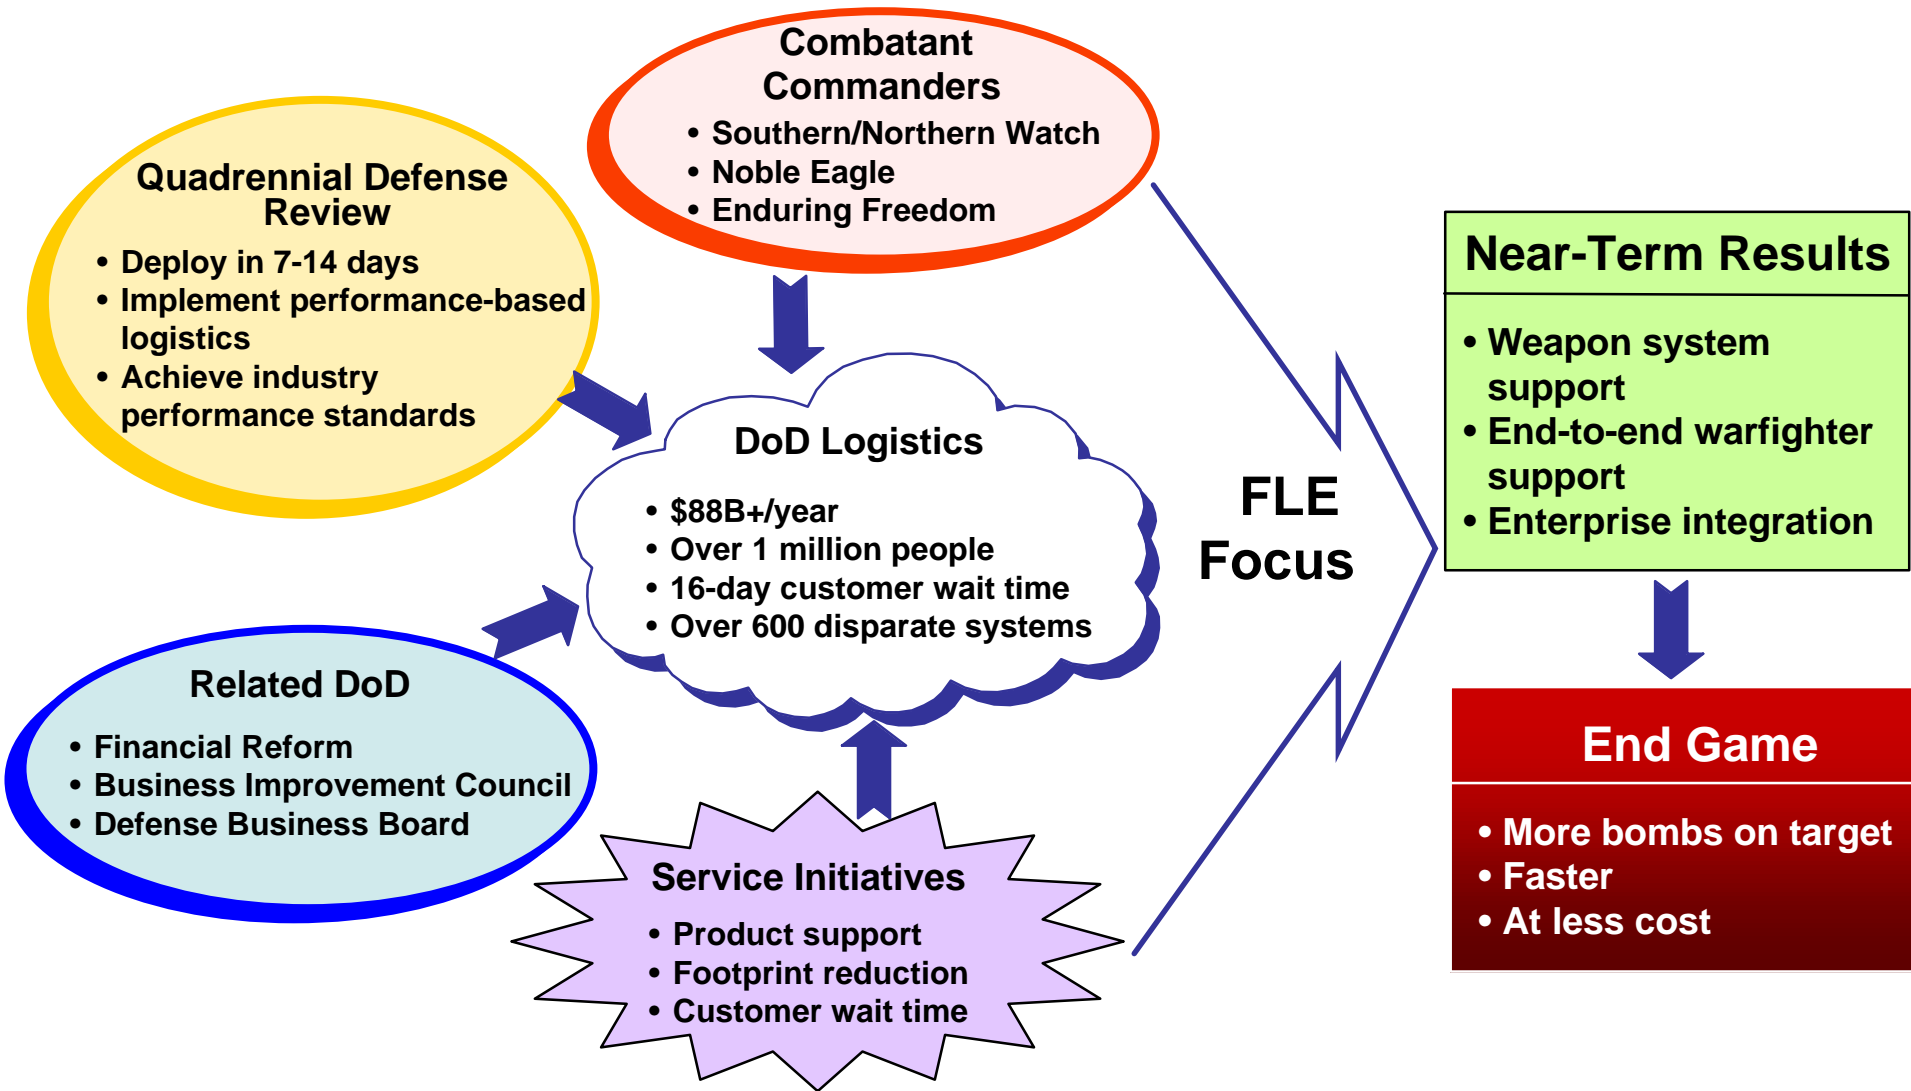 Combatant
Commanders
• Southern/Northern Watch
• Noble Eagle
• Enduring Freedom
Quadrennial Defense
Review
• Deploy in 7-14 days
• Implement performance-based
logistics
• Achieve industry
performance standards
DoD Logistics
• $88B+/year
• Over 1 million people
• 16-day customer wait time
• Over 600 disparate systems
Related DoD
• Financial Reform
• Business Improvement Council
• Defense Business Board
Service Initiatives
• Product support
• Footprint reduction
• Customer wait time
FLE
Focus
Near-Term Results
• Weapon system
support
• End-to-end warfighter
support
• Enterprise integration
End Game
• More bombs on target
• Faster
• At less cost